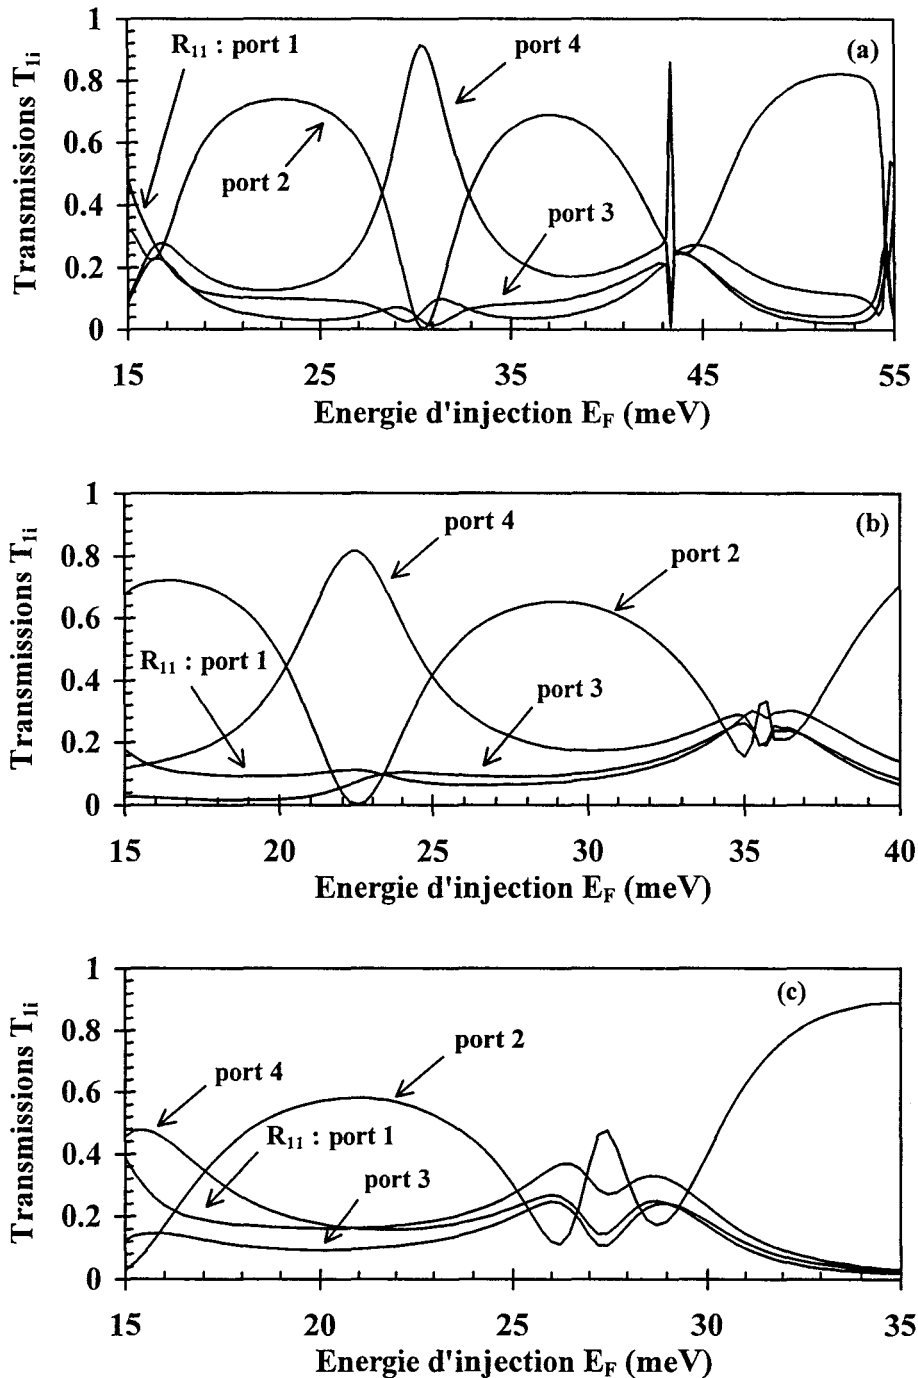 Transmissions T₁ᵢ
1
0.8
0.6
0.4
0.2
0
R₁₁ : port 1
port 4
(a)
port 2
port 3
15 25 35 45 55
Energie d'injection E_F (meV)
Transmissions T₁ᵢ
1
0.8
0.6
0.4
0.2
0
(b)
port 4
port 2
R₁₁ : port 1
port 3
15 20 25 30 35 40
Energie d'injection E_F (meV)
Transmissions T₁ᵢ
1
0.8
0.6
0.4
0.2
0
(c)
port 2
port 4
R₁₁ : port 1
port 3
15 20 25 30 35
Energie d'injection E_F (meV)